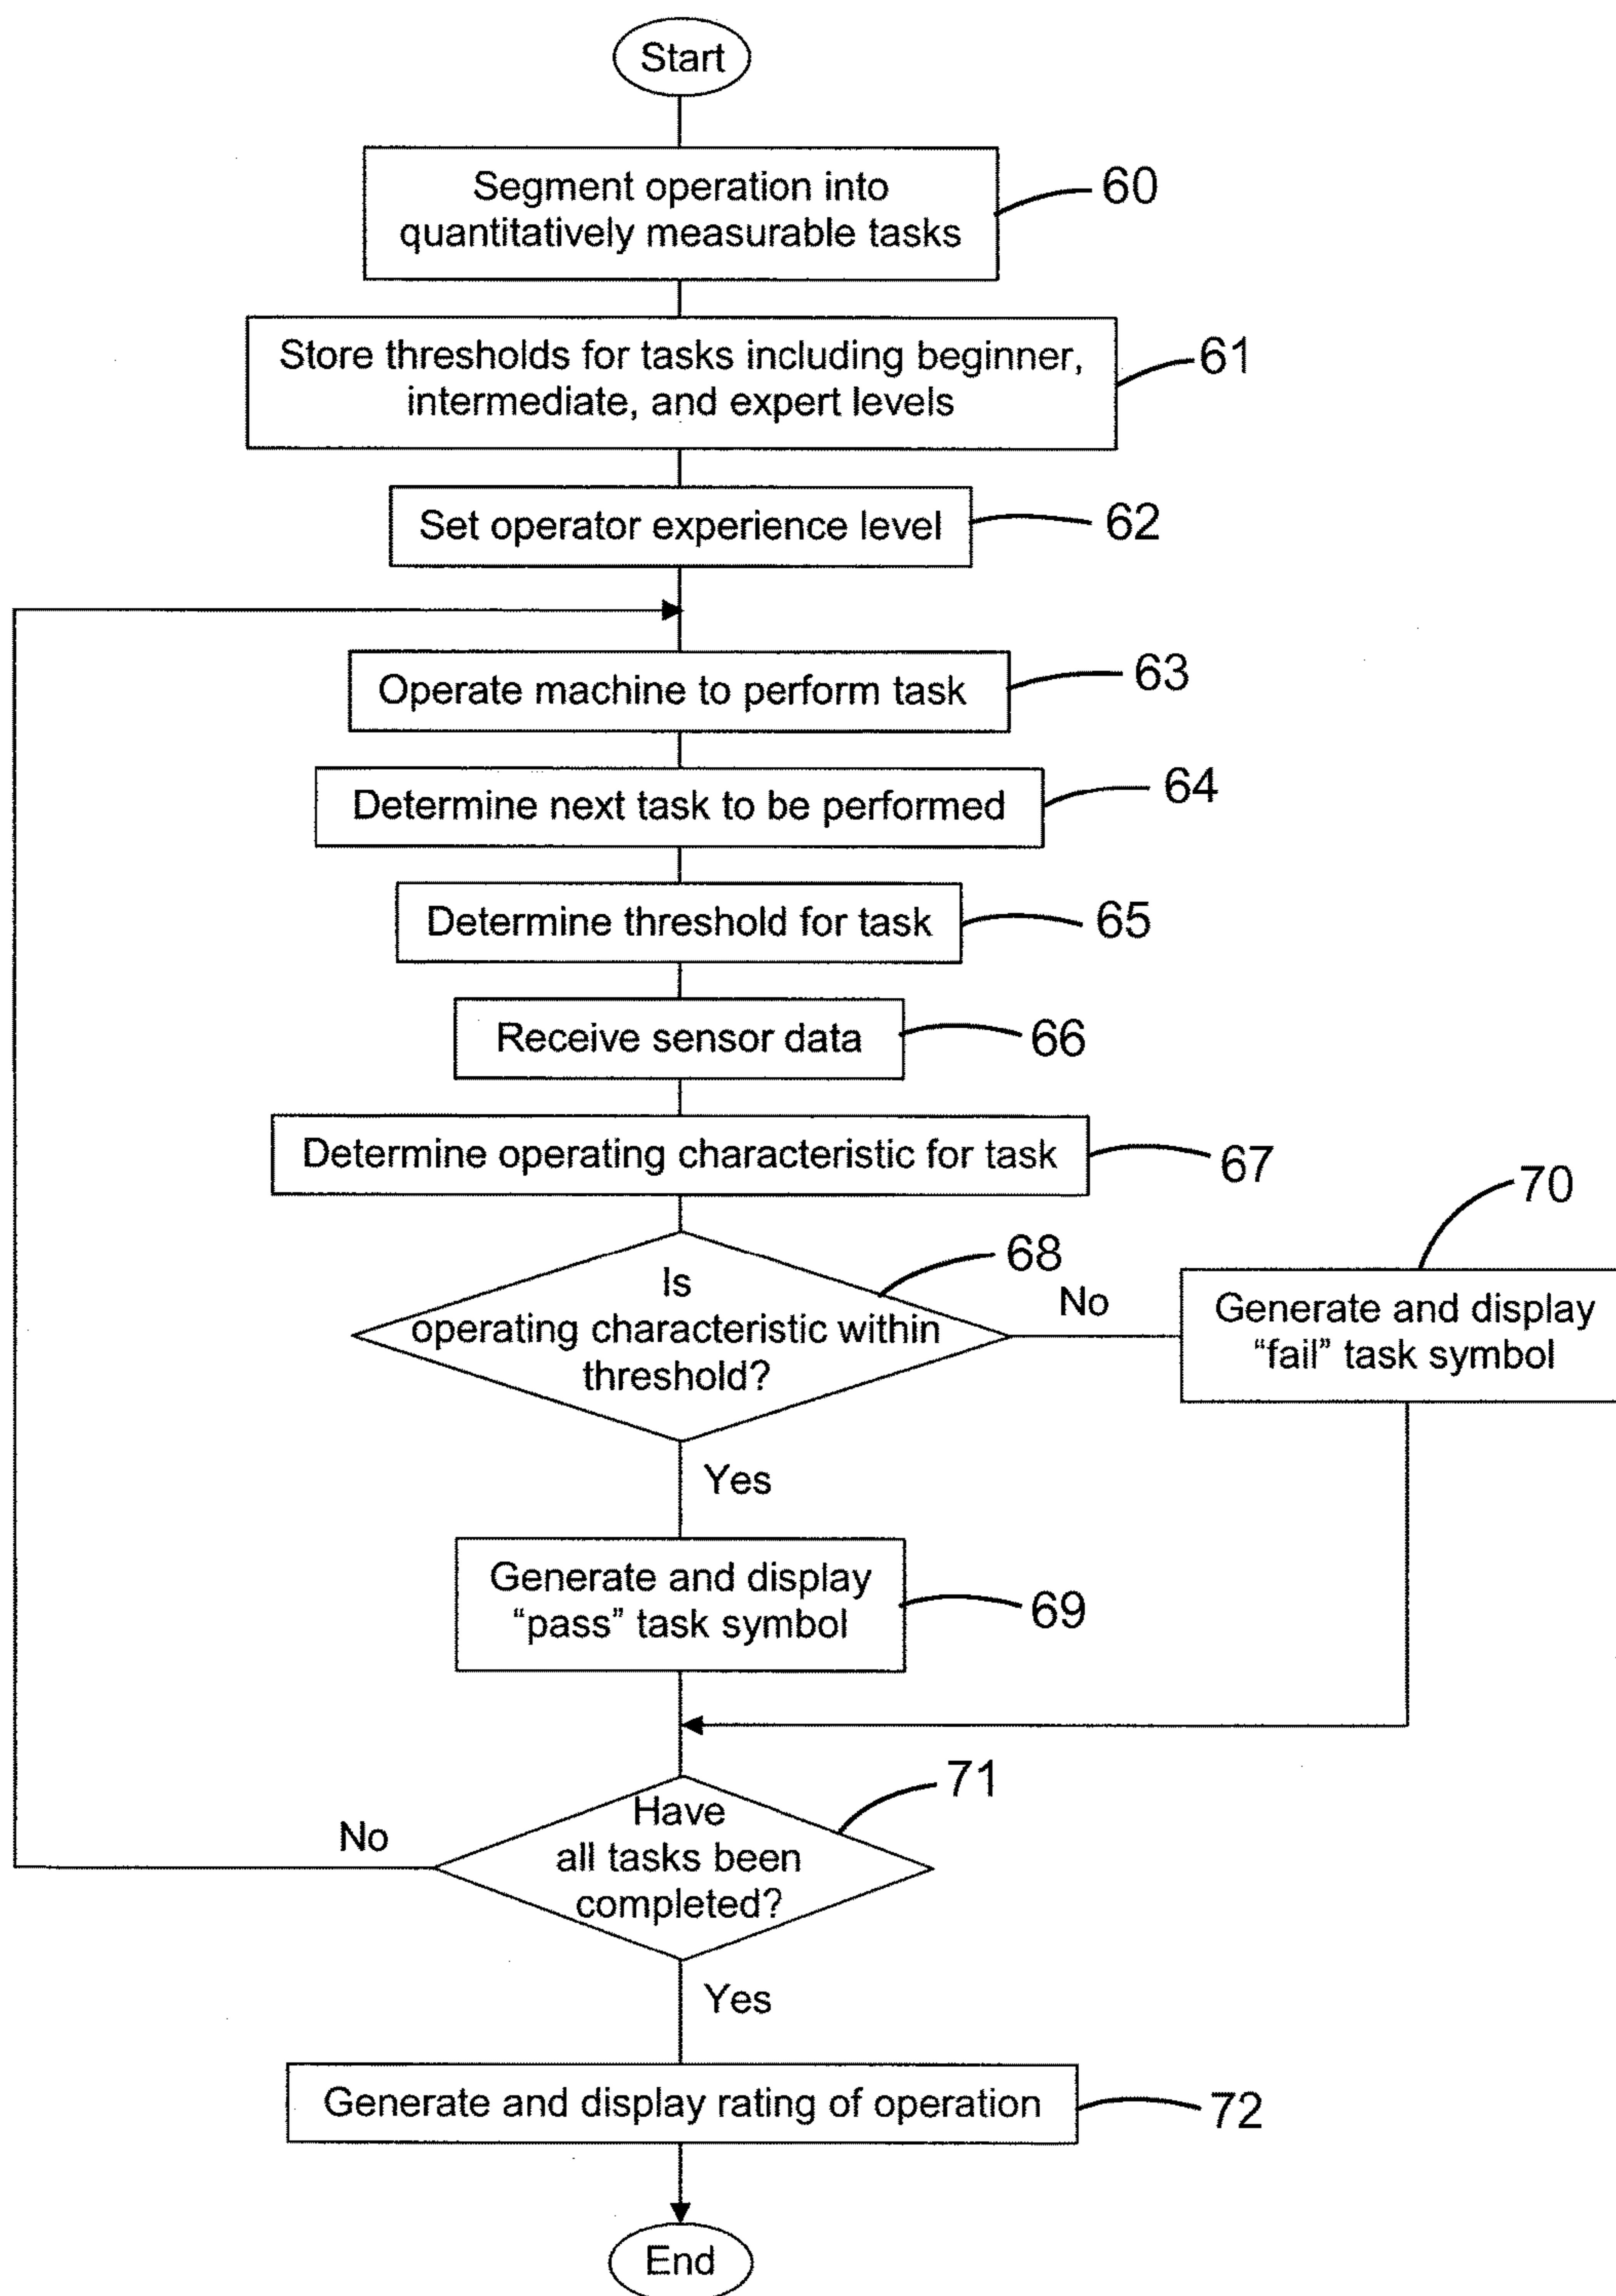 Start
Segment operation into
quantitatively measurable tasks
60
Store thresholds for tasks including beginner,
intermediate, and expert levels
61
Set operator experience level
62
Operate machine to perform task
63
Determine next task to be performed
64
Determine threshold for task
65
Receive sensor data
66
Determine operating characteristic for task
67
Is
operating characteristic within
threshold?
68
No
Generate and display
“fail” task symbol
70
Yes
Generate and display
“pass” task symbol
69
Have
all tasks been
completed?
71
No
Yes
Generate and display rating of operation
72
End